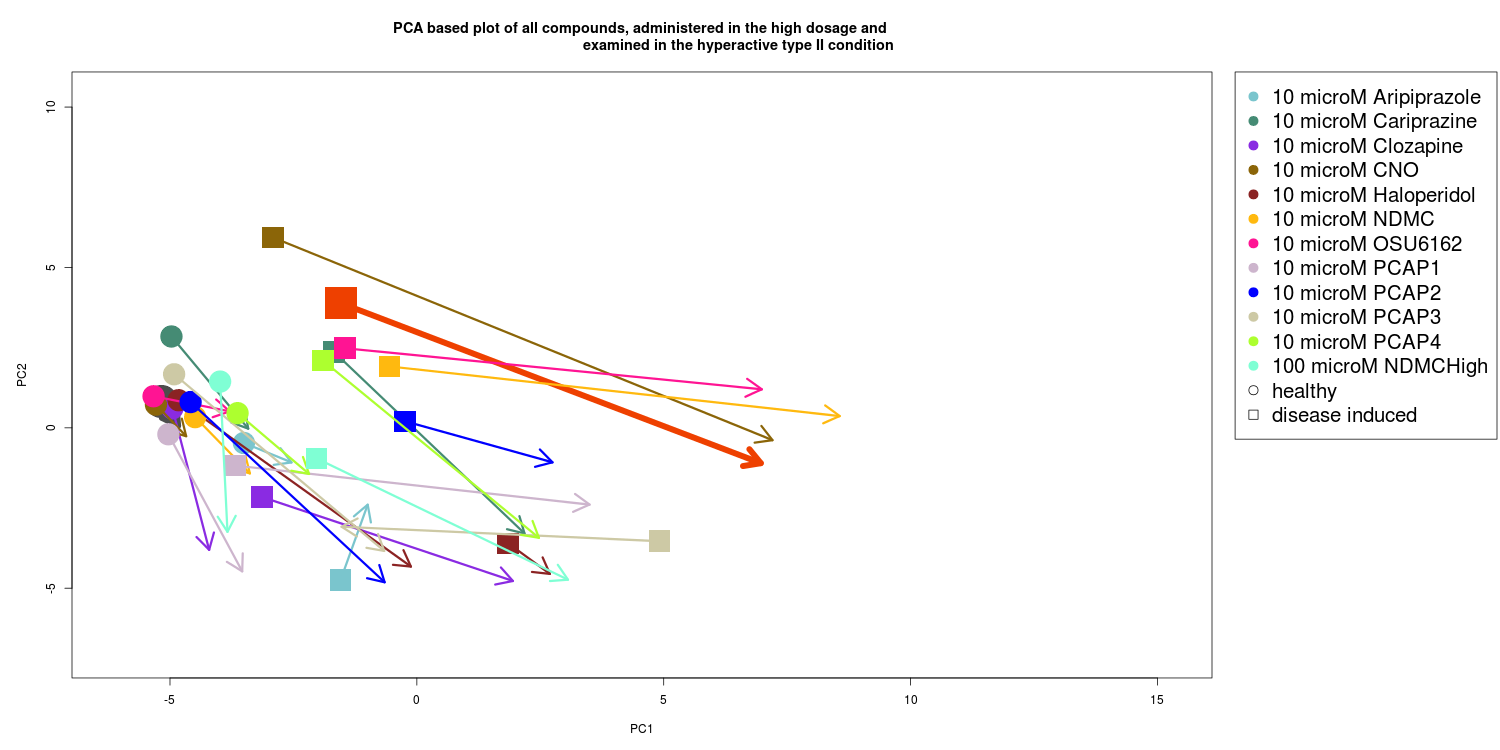 PCA based plot of all compounds, administered in the high dosage and
examined in the hyperactive type II condition
10
5
0
-5
PC2
-5
0
5
10
15
PC1
10 microM Aripiprazole
10 microM Cariprazine
10 microM Clozapine
10 microM CNO
10 microM Haloperidol
10 microM NDMC
10 microM OSU6162
10 microM PCAP1
10 microM PCAP2
10 microM PCAP3
10 microM PCAP4
100 microM NDMCHigh
healthy
disease induced